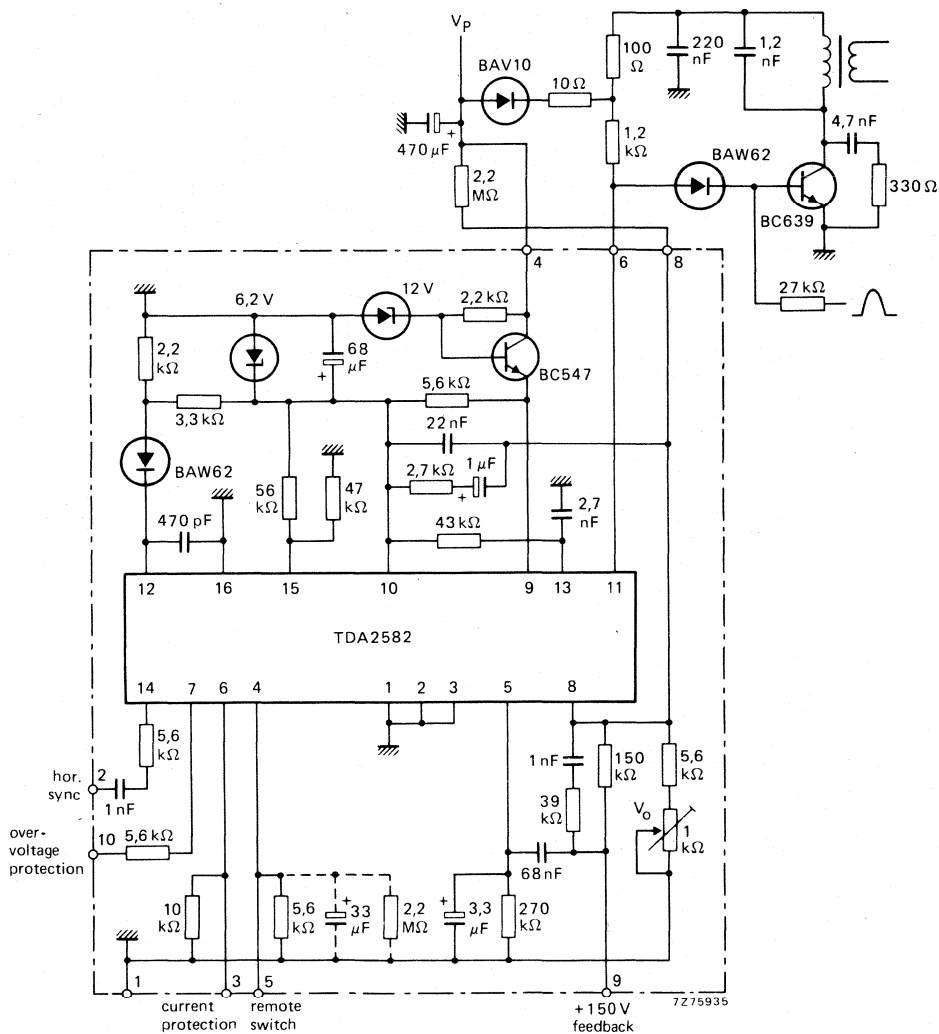 V_P
BAV10
10 Ω
100
Ω
220
nF
1,2
nF
4,7 nF
470 μF
+
1,2
kΩ
BAW62
330 Ω
2,2
MΩ
BC639
4
6
8
27 kΩ
6,2 V
12 V
2,2 kΩ
2,2
kΩ
68
μF
+
BC547
5,6 kΩ
3,3 kΩ
22 nF
BAW62
2,7 kΩ
1 μF
+
56
kΩ
47
kΩ
470 pF
2,7
nF
43 kΩ
12
16
15
10
9
13
11
TDA2582
14
7
6
4
1
2
3
5
8
5,6
kΩ
1 nF
150
kΩ
5,6
kΩ
hor.
sync
2
1 nF
39
kΩ
V_o
1
kΩ
over-
voltage
protection
10
5,6 kΩ
68 nF
10
kΩ
5,6
kΩ
+
33
μF
2,2
MΩ
+
3,3
μF
270
kΩ
1
3
5
9
current
protection
remote
switch
+150 V
feedback
7Z75935